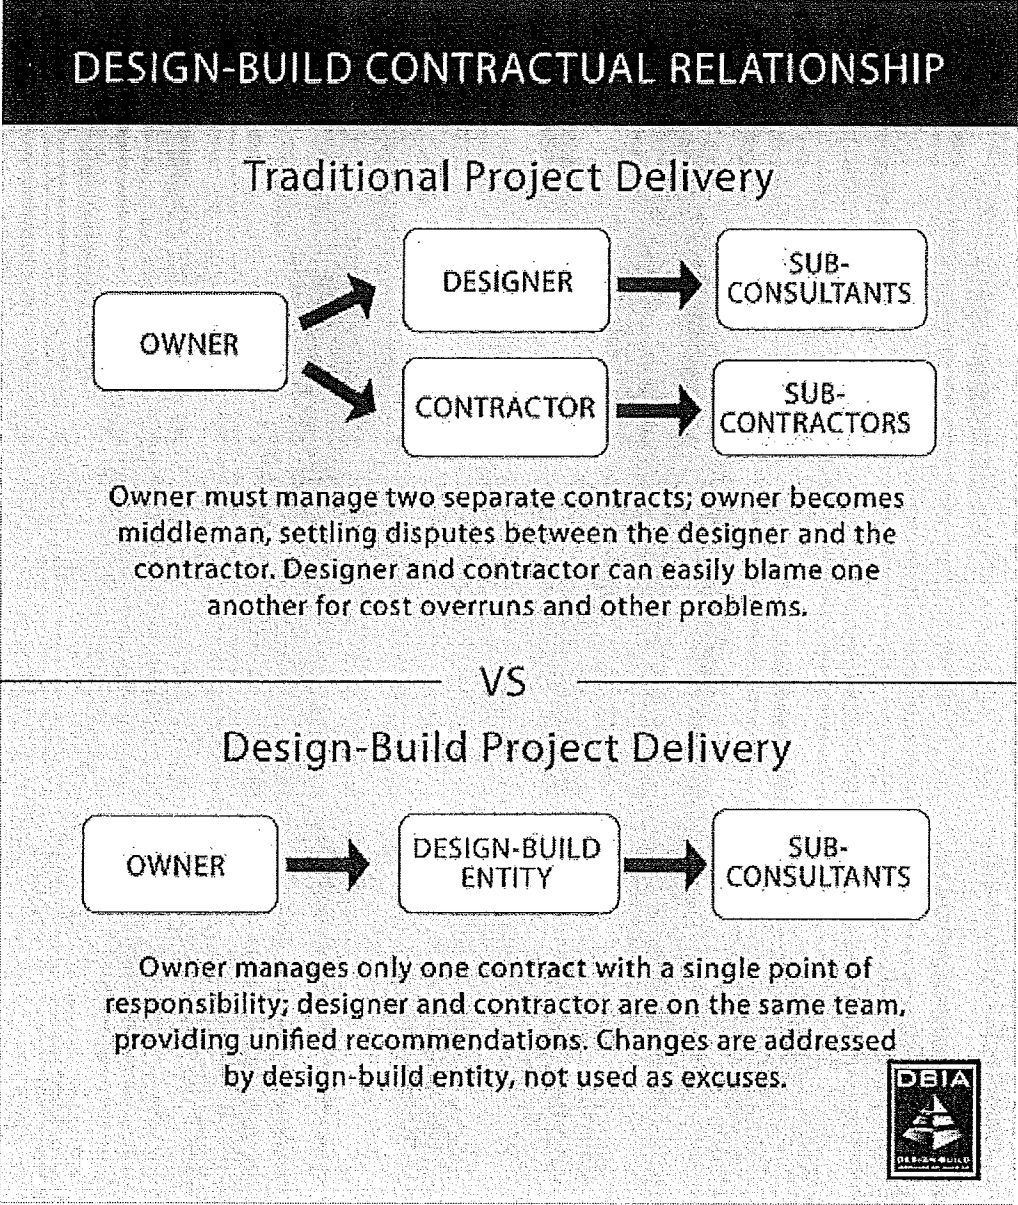 DESIGN-BUILD CONTRACTUAL RELATIONSHIP
Traditional Project Delivery
OWNER
DESIGNER
SUB-
CONSULTANTS
CONTRACTOR
SUB-
CONTRACTORS
Owner must manage two separate contracts; owner becomes
middleman, settling disputes between the designer and the
contractor. Designer and contractor can easily blame one
another for cost overruns and other problems.
VS
Design-Build Project Delivery
OWNER
DESIGN-BUILD
ENTITY
SUB-
CONSULTANTS
Owner manages only one contract with a single point of
responsibility; designer and contractor are on the same team,
providing unified recommendations. Changes are addressed
by design-build entity, not used as excuses.
DBIA
DESIGN-BUILD